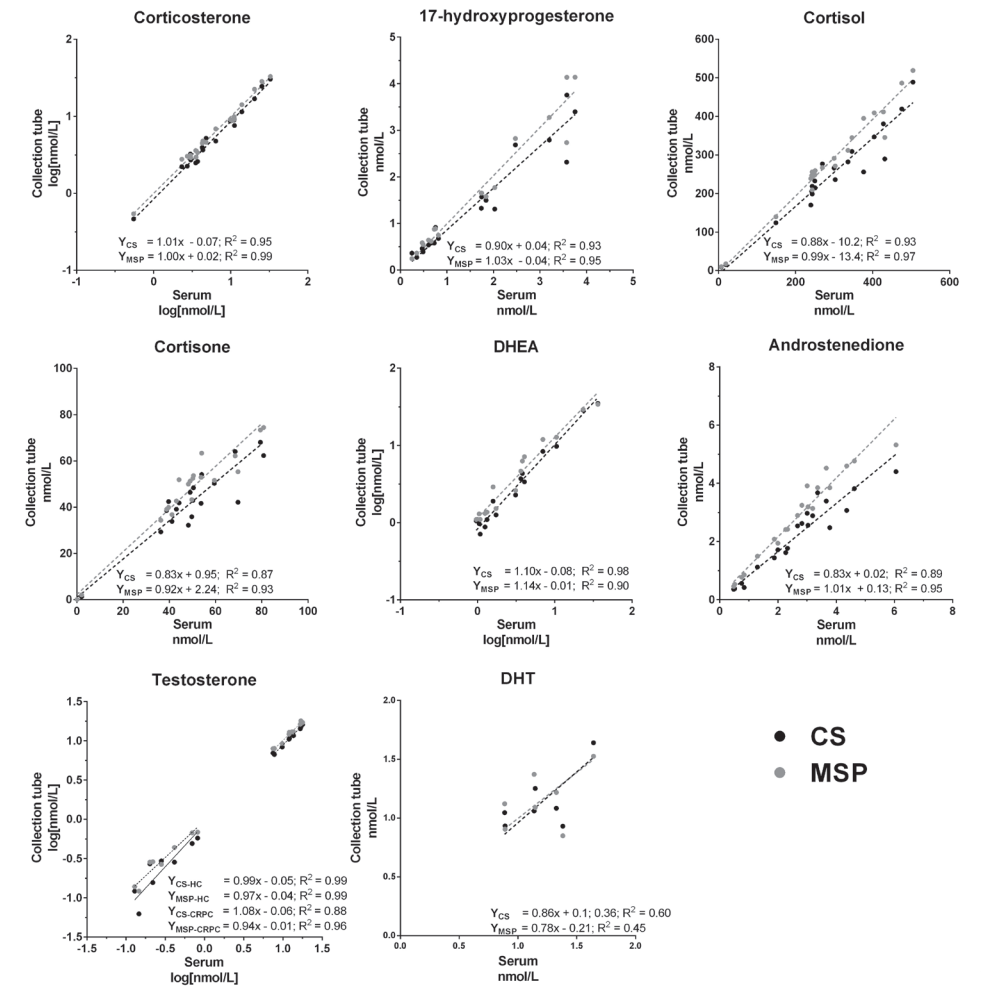 Corticosterone
2
1
0
-1
-1
0
1
2
Collection tube
log[nmol/L]
Y_CS = 1.01x - 0.07; R² = 0.95
Y_MSP = 1.00x + 0.02; R² = 0.99
Serum
log[nmol/L]
17-hydroxyprogesterone
5
4
3
2
1
0
0
1
2
3
4
5
Collection tube
nmol/L
Y_CS = 0.90x + 0.04; R² = 0.93
Y_MSP = 1.03x - 0.04; R² = 0.95
Serum
nmol/L
Cortisol
600
500
400
300
200
100
0
0
200
400
600
Collection tube
nmol/L
Y_CS = 0.88x - 10.2; R² = 0.93
Y_MSP = 0.99x - 13.4; R² = 0.97
Serum
nmol/L
Cortisone
100
80
60
40
20
0
0
20
40
60
80
100
Collection tube
nmol/L
Y_CS = 0.83x + 0.95; R² = 0.87
Y_MSP = 0.92x + 2.24; R² = 0.93
Serum
nmol/L
DHEA
2
1
0
-1
-1
0
1
2
Collection tube
log[nmol/L]
Y_CS = 1.10x - 0.08; R² = 0.98
Y_MSP = 1.14x - 0.01; R² = 0.90
Serum
log[nmol/L]
Androstenedione
8
6
4
2
0
0
2
4
6
8
Collection tube
nmol/L
Y_CS = 0.83x + 0.02; R² = 0.89
Y_MSP = 1.01x + 0.13; R² = 0.95
Serum
nmol/L
Testosterone
1.5
1.0
0.5
0.0
-0.5
-1.0
-1.5
-1.5
-1.0
-0.5
0.0
0.5
1.0
1.5
Collection tube
log[nmol/L]
Y_CS-HC = 0.99x - 0.05; R² = 0.99
Y_MSP-HC = 0.97x - 0.04; R² = 0.99
Y_CS-CRPC = 1.08x - 0.06; R² = 0.88
Y_MSP-CRPC = 0.94x - 0.01; R² = 0.96
Serum
log[nmol/L]
DHT
2.0
1.5
1.0
0.5
0.0
0.0
0.5
1.0
1.5
2.0
Collection tube
nmol/L
Y_CS = 0.86x + 0.1; 0.36; R² = 0.60
Y_MSP = 0.78x - 0.21; R² = 0.45
Serum
nmol/L
CS
MSP